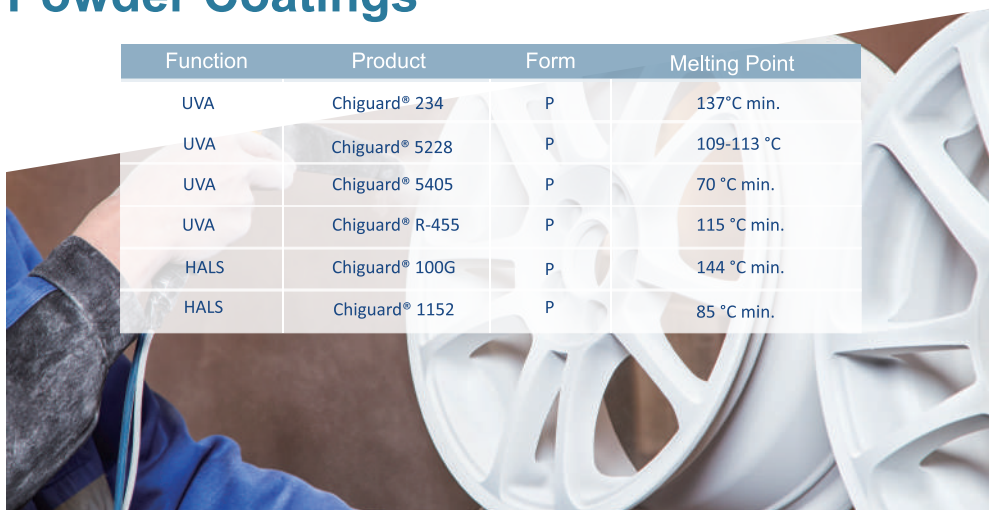 Powder Coatings
Function Product Form Melting Point
UVA Chiguard® 234 P 137°C min.
UVA Chiguard® 5228 P 109-113 °C
UVA Chiguard® 5405 P 70 °C min.
UVA Chiguard® R-455 P 115 °C min.
HALS Chiguard® 100G P 144 °C min.
HALS Chiguard® 1152 P 85 °C min.